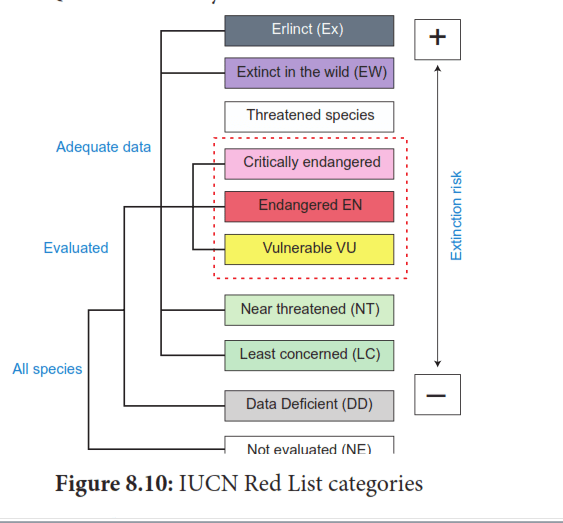 Erlinct (Ex)
+
Extinct in the wild (EW)
Threatened species
Adequate data
Critically endangered
Extinction risk
Endangered EN
Evaluated
Vulnerable VU
Near threatened (NT)
Least concerned (LC)
All species
–
Data Deficient (DD)
Not evaluated (NE)
Figure 8.10: IUCN Red List categories